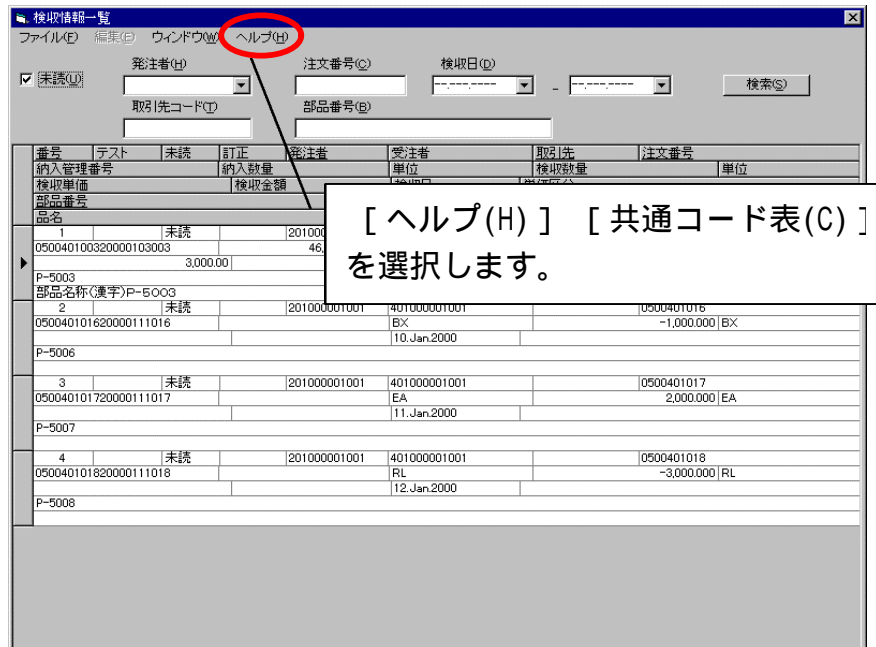 検収情報一覧
ファイル(F) 編集(E) ウィンドウ(W) ヘルプ(H)
発注者(H) 注文番号(C) 検収日(D)
未読(U) --.---.---- - --.---.---- 検索(S)
取引先コード(T) 部品番号(B)
番号 テスト 未読 訂正 発注者 受注者 取引先 注文番号
納入管理番号 納入数量 単位 検収数量 単位
検収単価 検収金額
部品番号
品名
[ヘルプ(H)] [共通コード表(C)]
を選択します。
1 未読 201000
050040100320000103003 46,
3,000.00
P-5003
部品名称(漢字)P-5003
2 未読 201000001001 401000001001 0500401016
050040101620000111016 BX -1,000.000 BX
10.Jan.2000
P-5006
3 未読 201000001001 401000001001 0500401017
050040101720000111017 EA 2,000.000 EA
11.Jan.2000
P-5007
4 未読 201000001001 401000001001 0500401018
050040101820000111018 RL -3,000.000 RL
12.Jan.2000
P-5008